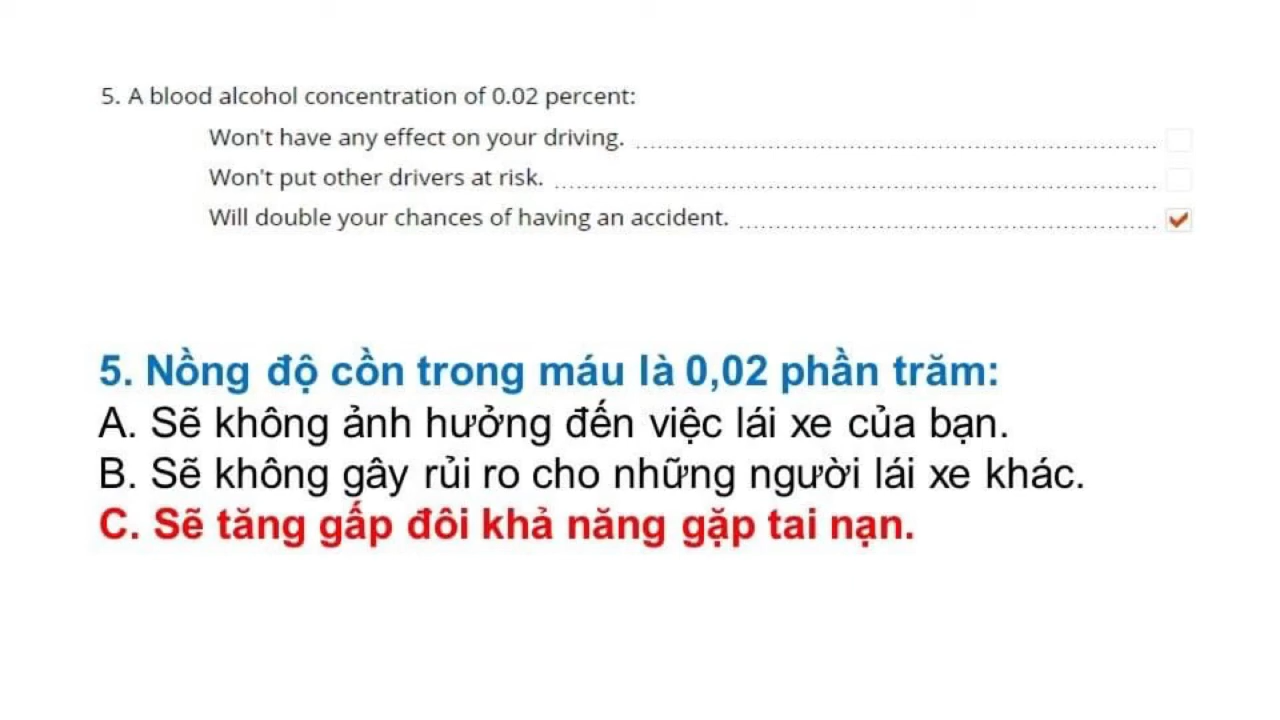 5. A blood alcohol concentration of 0.02 percent:
Won't have any effect on your driving.
Won't put other drivers at risk.
Will double your chances of having an accident.
5. Nồng độ cồn trong máu là 0,02 phần trăm:
A. Sẽ không ảnh hưởng đến việc lái xe của bạn.
B. Sẽ không gây rủi ro cho những người lái xe khác.
C. Sẽ tăng gấp đôi khả năng gặp tai nạn.